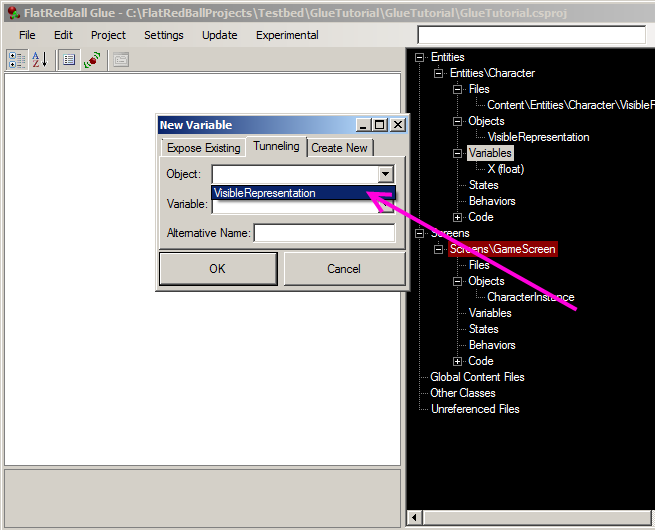 FlatRedBall Glue - C:\FlatRedBallProjects\Testbed\GlueTutorial\GlueTutorial\GlueTutorial.csproj
File Edit Project Settings Update Experimental
Entities
Entities\Character
Files
Content\Entities\Character\VisibleR
Objects
VisibleRepresentation
Variables
X (float)
States
Behaviors
Code
Screens
Screens\GameScreen
Files
Objects
CharacterInstance
Variables
States
Behaviors
Code
Global Content Files
Other Classes
Unreferenced Files
New Variable
Expose Existing Tunneling Create New
Object:
VisibleRepresentation
Variable:
Alternative Name:
OK Cancel